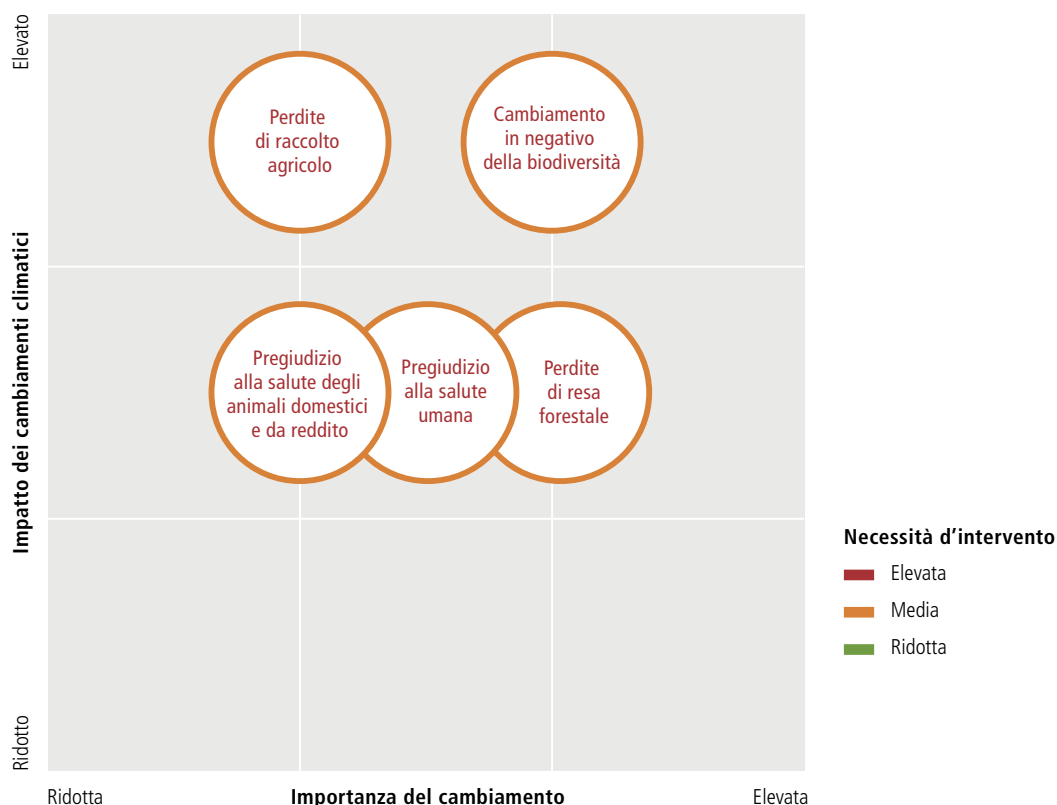 Elevato
Impatto dei cambiamenti climatici
Ridotto
Perdite
di raccolto
agricolo
Cambiamento
in negativo
della biodiversità
Pregiudizio
alla salute degli
animali domestici
e da reddito
Pregiudizio
alla salute
umana
Perdite
di resa
forestale
Necessità d’intervento
Elevata
Media
Ridotta
Ridotta
Importanza del cambiamento
Elevata